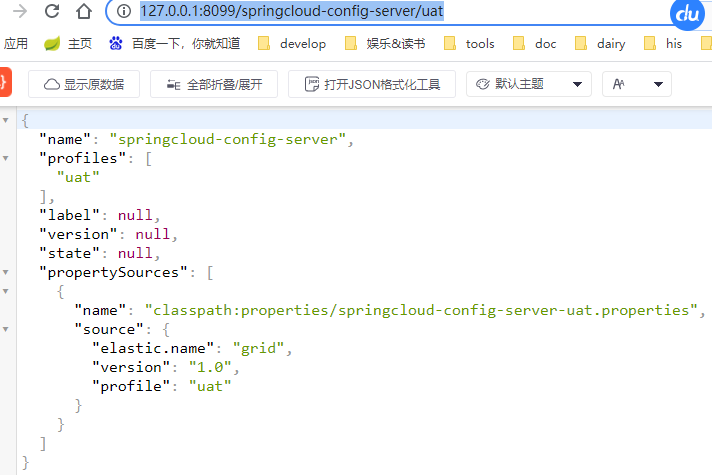 127.0.0.1:8099/springcloud-config-server/uat
du
应用 主页 百度一下，你就知道 develop 娱乐&读书 tools doc dairy his
} 显示原数据 全部折叠/展开 json 打开JSON格式化工具 默认主题 AA
{
"name": "springcloud-config-server",
"profiles": [
"uat"
],
"label": null,
"version": null,
"state": null,
"propertySources": [
{
"name": "classpath:properties/springcloud-config-server-uat.properties",
"source": {
"elastic.name": "grid",
"version": "1.0",
"profile": "uat"
}
}
]
}